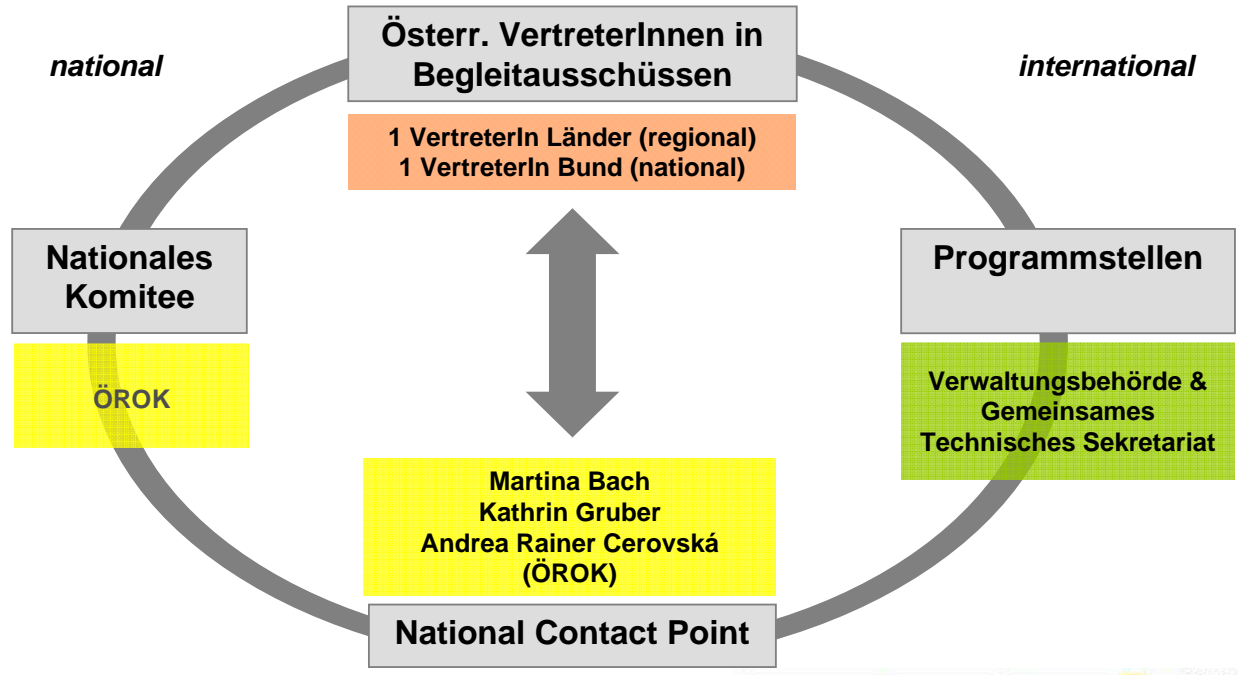 national
Österr. VertreterInnen in
Begleitausschüssen
international
1 VertreterIn Länder (regional)
1 VertreterIn Bund (national)
Nationales
Komitee
ÖROK
Programmstellen
Verwaltungsbehörde &
Gemeinsames
Technisches Sekretariat
Martina Bach
Kathrin Gruber
Andrea Rainer Cerovská
(ÖROK)
National Contact Point